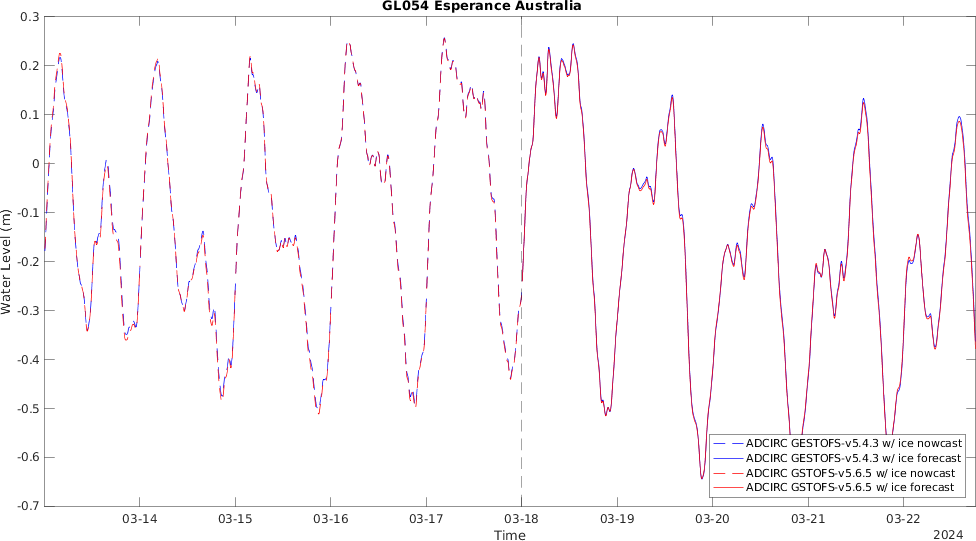 GL054 Esperance Australia
0.3
0.2
0.1
0
-0.1
-0.2
-0.3
-0.4
-0.5
-0.6
-0.7
Water Level (m)
ADCIRC GESTOFS-v5.4.3 w/ ice nowcast
ADCIRC GESTOFS-v5.4.3 w/ ice forecast
ADCIRC GSTOFS-v5.6.5 w/ ice nowcast
ADCIRC GSTOFS-v5.6.5 w/ ice forecast
03-14 03-15 03-16 03-17 03-18 03-19 03-20 03-21 03-22
Time
2024